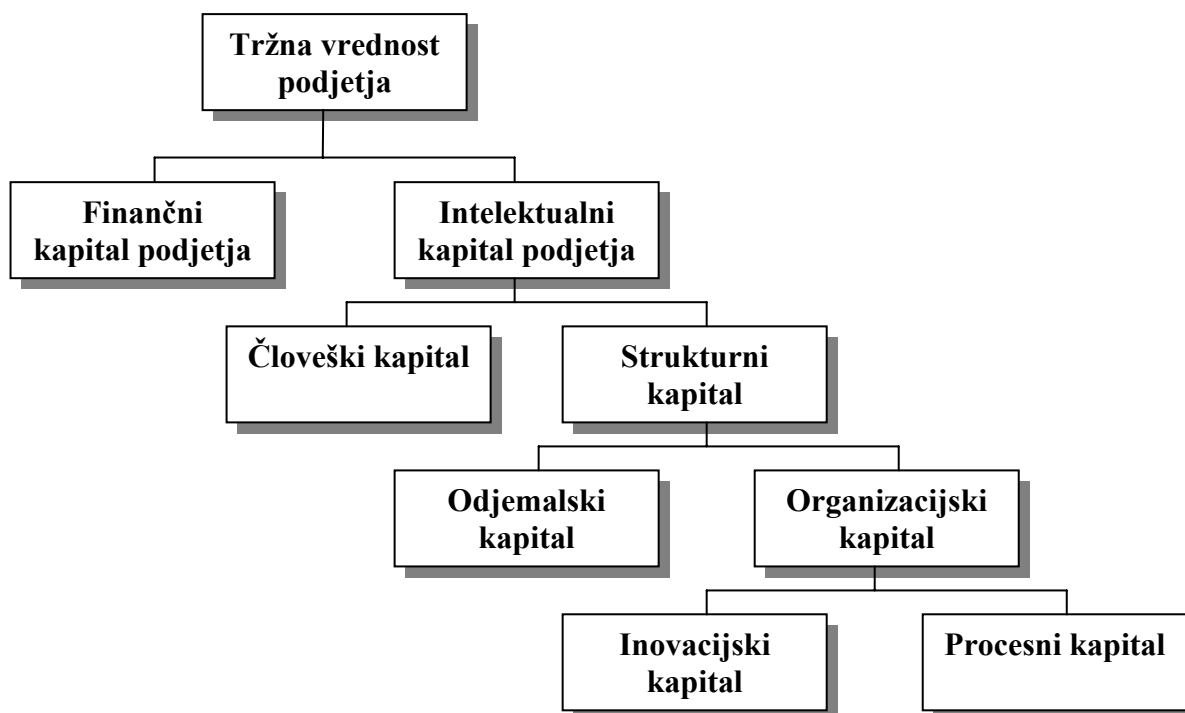 Tržna vrednost
podjetja
Finančni
kapital podjetja
Intelektualni
kapital podjetja
Človeški kapital
Strukturni
kapital
Odjemalski
kapital
Organizacijski
kapital
Inovacijski
kapital
Procesni kapital